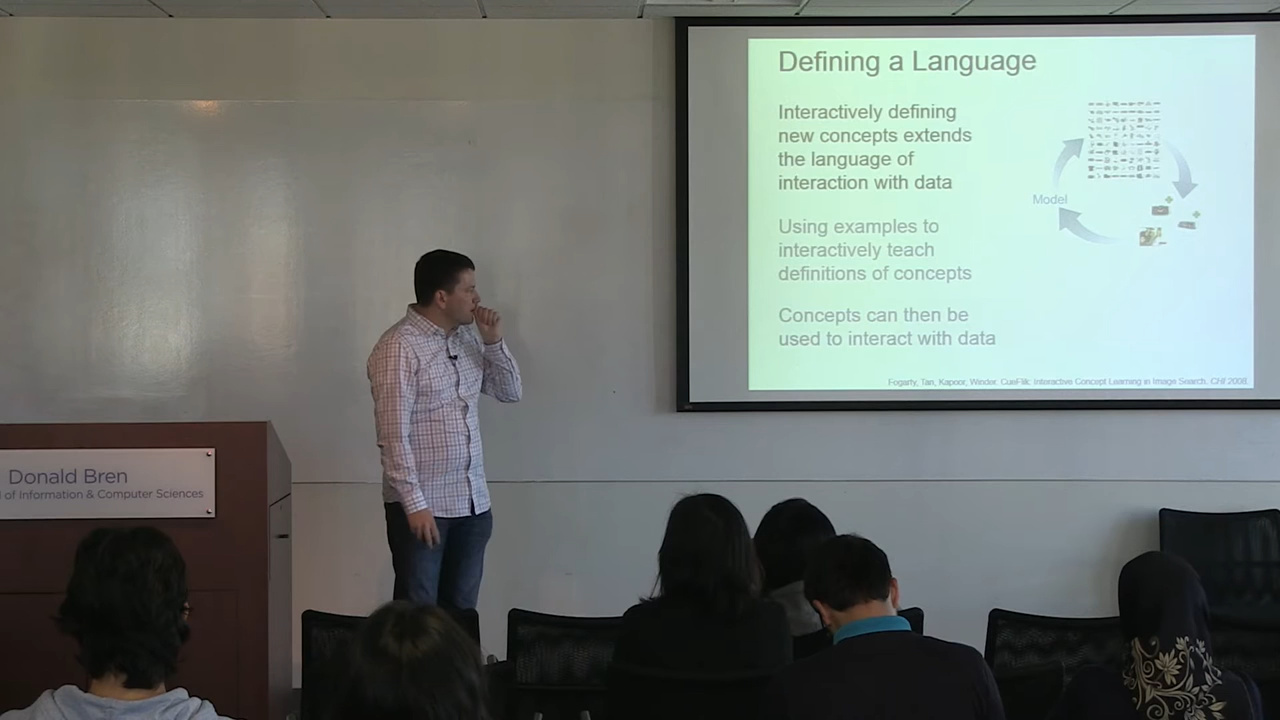 Defining a Language
Interactively defining
new concepts extends
the language of
interaction with data
Using examples to
interactively teach
definitions of concepts
Concepts can then be
used to interact with data
Model
Fogarty, Tan, Kapoor, Winder. CueFlik: Interactive Concept Learning in Image Search. CHI 2008.
Donald Bren
l of Information & Computer Sciences